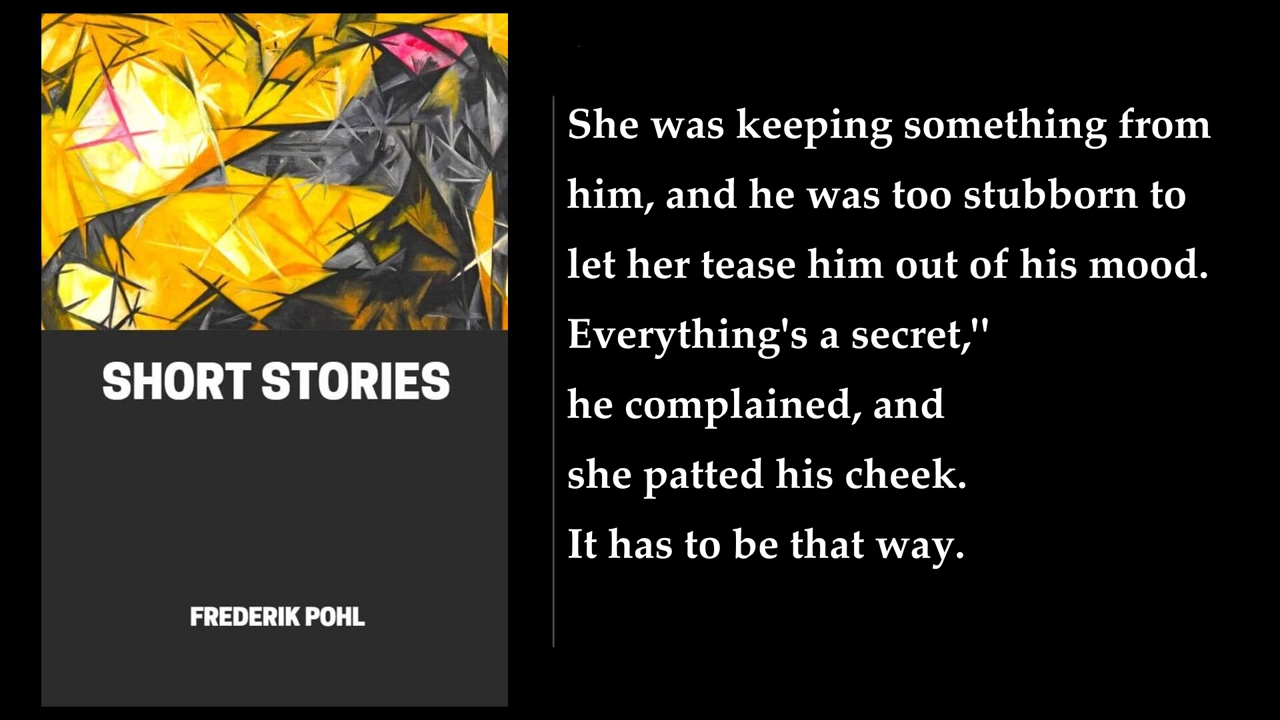 SHORT STORIES
FREDERIK POHL
She was keeping something from
him, and he was too stubborn to
let her tease him out of his mood.
Everything's a secret,"
he complained, and
she patted his cheek.
It has to be that way.